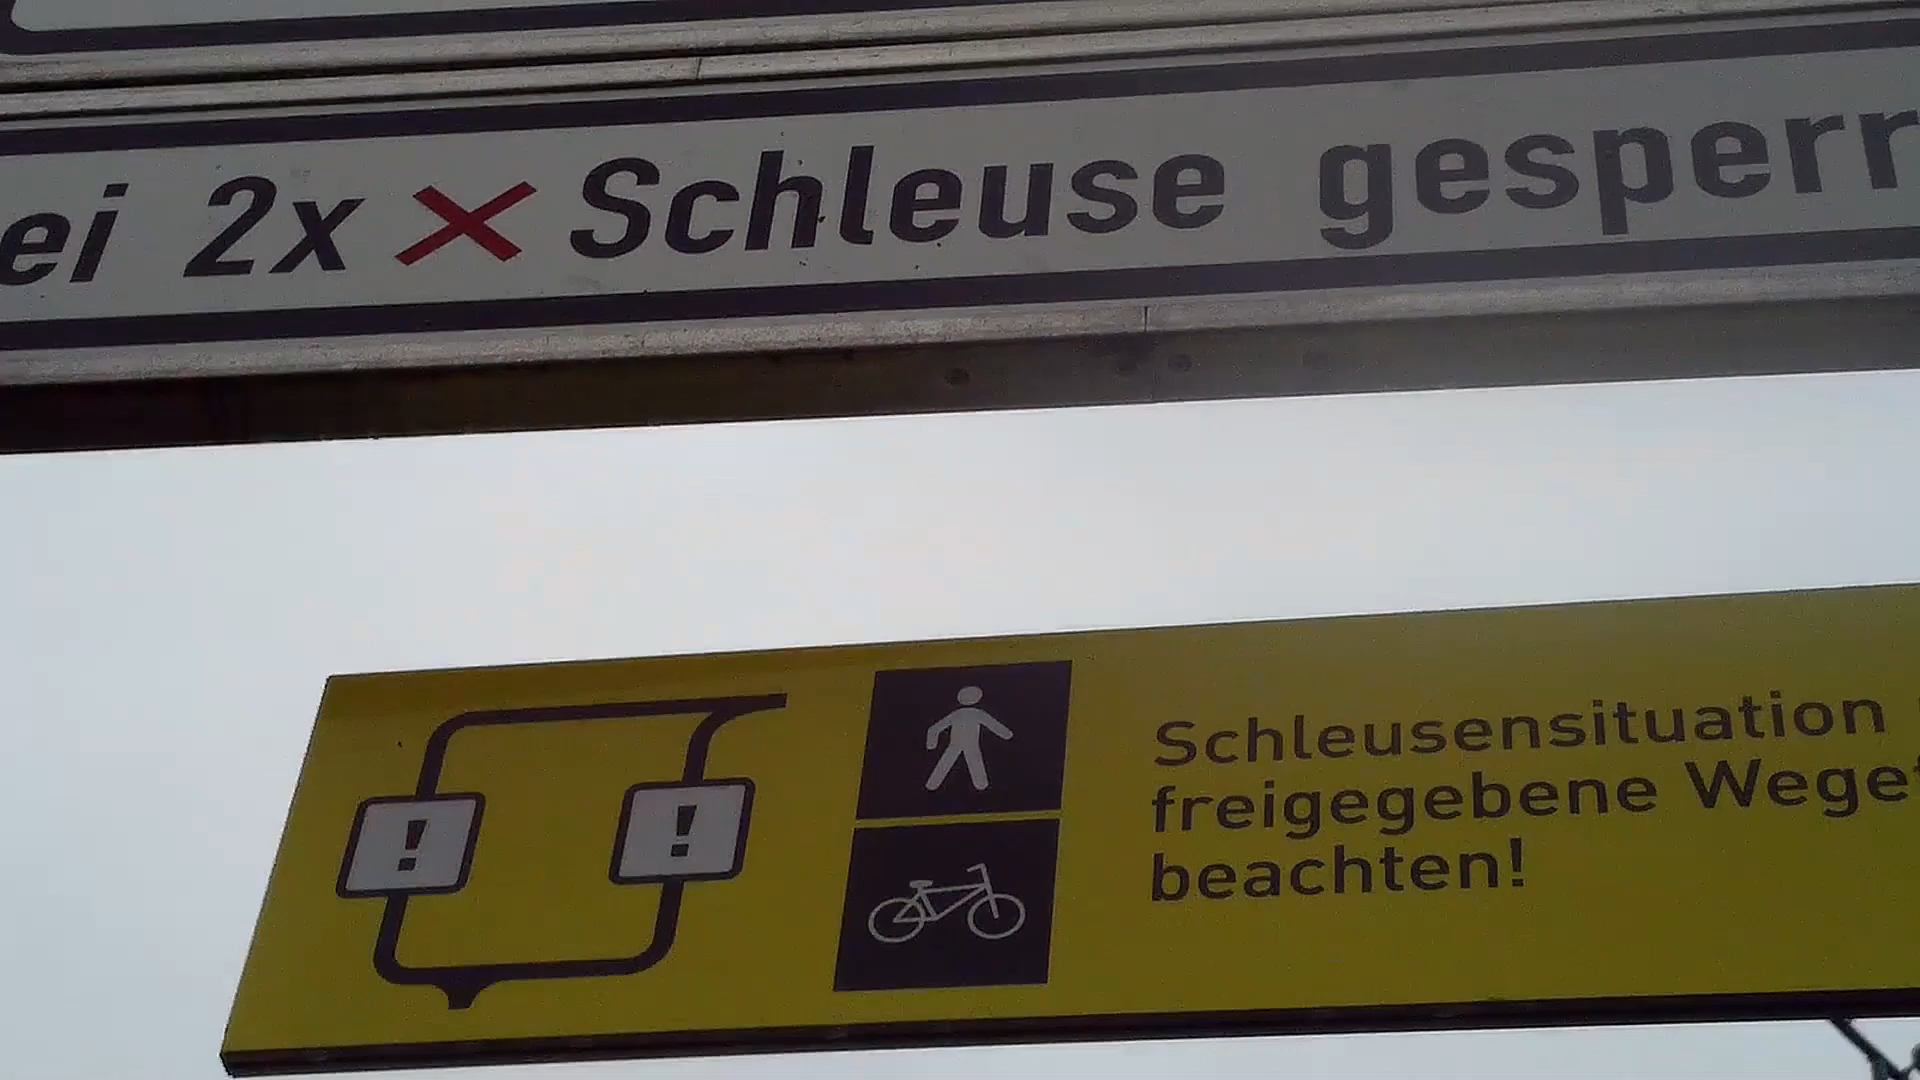 ei 2x ✕ Schleuse gesperr
Schleusensituation
freigegebene Wege
beachten!
! !